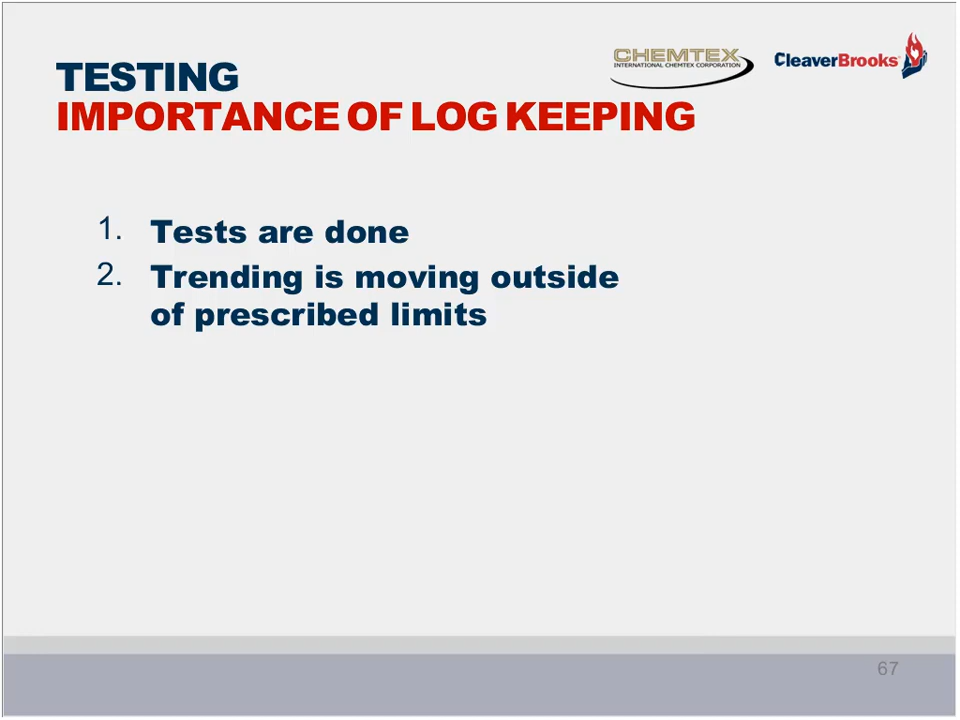 TESTING
IMPORTANCE OF LOG KEEPING
CHEMTEX
INTERNATIONAL CHEMTEX CORPORATION
CleaverBrooks
1. Tests are done
2. Trending is moving outside
of prescribed limits
67